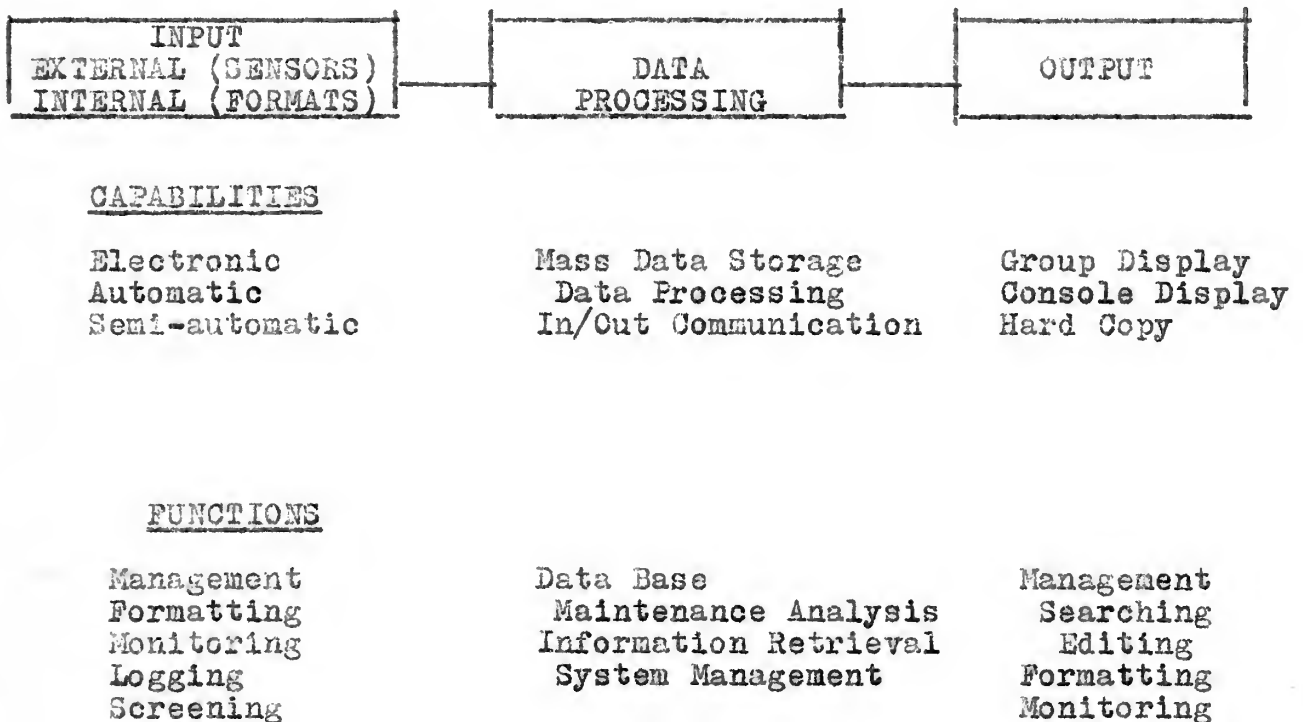 INPUT
EXTERNAL (SENSORS)
INTERNAL (FORMATS)
DATA
PROCESSING
OUTPUT
CAPABILITIES
Electronic
Automatic
Semi-automatic
Mass Data Storage
Data Processing
In/Out Communication
Group Display
Console Display
Hard Copy
FUNCTIONS
Management
Formatting
Monitoring
Logging
Screening
Data Base
Maintenance Analysis
Information Retrieval
System Management
Management
Searching
Editing
Formatting
Monitoring